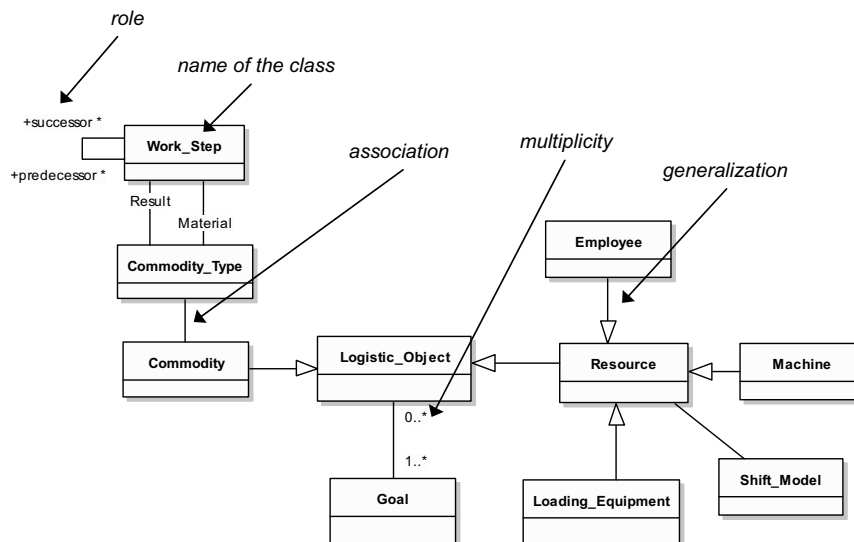 role
name of the class
+successor *
Work_Step
association
multiplicity
+predecessor *
generalization
Result
Material
Employee
Commodity_Type
Commodity
Logistic_Object
Resource
Machine
0..*
1..*
Goal
Loading_Equipment
Shift_Model